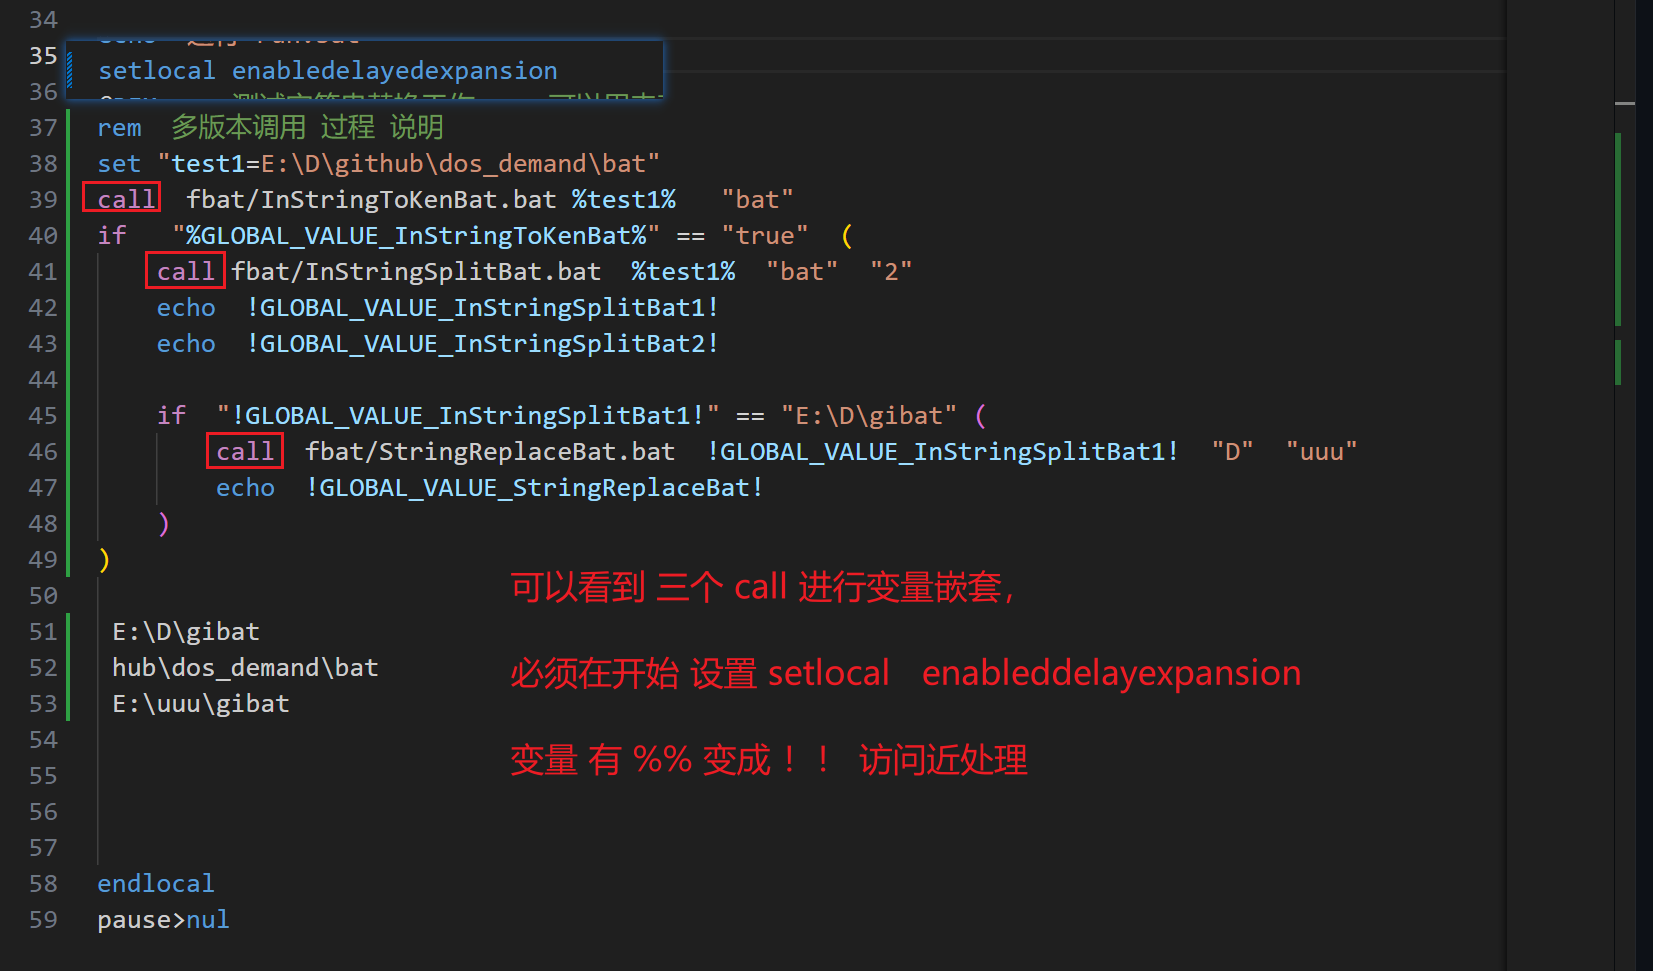 34
35
setlocal enabledelayedexpansion
36
37 rem 多版本调用 过程 说明
38 set "test1=E:\D\github\dos_demand\bat"
39 call fbat/InStringToKenBat.bat %test1% "bat"
40 if "%GLOBAL_VALUE_InStringToKenBat%" == "true" (
41 call fbat/InStringSplitBat.bat %test1% "bat" "2"
42 echo !GLOBAL_VALUE_InStringSplitBat1!
43 echo !GLOBAL_VALUE_InStringSplitBat2!
44
45 if "!GLOBAL_VALUE_InStringSplitBat1!" == "E:\D\gibat" (
46 call fbat/StringReplaceBat.bat !GLOBAL_VALUE_InStringSplitBat1! "D" "uuu"
47 echo !GLOBAL_VALUE_StringReplaceBat!
48 )
49 )
可以看到 三个 call 进行变量嵌套，
50
51 E:\D\gibat
52 hub\dos_demand\bat
必须在开始 设置 setlocal enableddelayexpansion
53 E:\uuu\gibat
54
变量 有 %% 变成！！ 访问近处理
55
56
57
58 endlocal
59 pause>nul